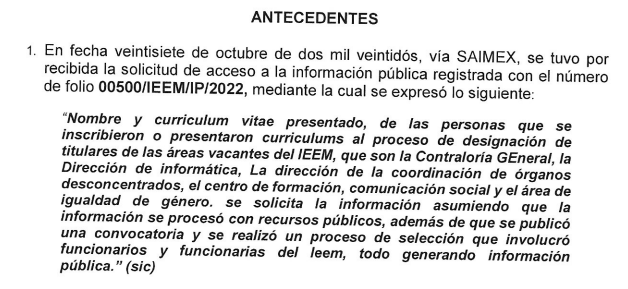 ANTECEDENTES
1. En fecha veintisiete de octubre de dos mil veintidós, vía SAIMEX, se tuvo por
recibida la solicitud de acceso a la información pública registrada con el número
de folio 00500/IEEM/IP/2022, mediante la cual se expresó lo siguiente:
“Nombre y curriculum vitae presentado, de las personas que se
inscribieron o presentaron curriculums al proceso de designación de
titulares de las áreas vacantes del IEEM, que son la Contraloría GEneral, la
Dirección de informática, La dirección de la coordinación de órganos
desconcentrados, el centro de formación, comunicación social y el área de
igualdad de género. se solicita la información asumiendo que la
información se procesó con recursos públicos, además de que se publicó
una convocatoria y se realizó un proceso de selección que involucró
funcionarios y funcionarias del Ieem, todo generando información
pública.” (sic)